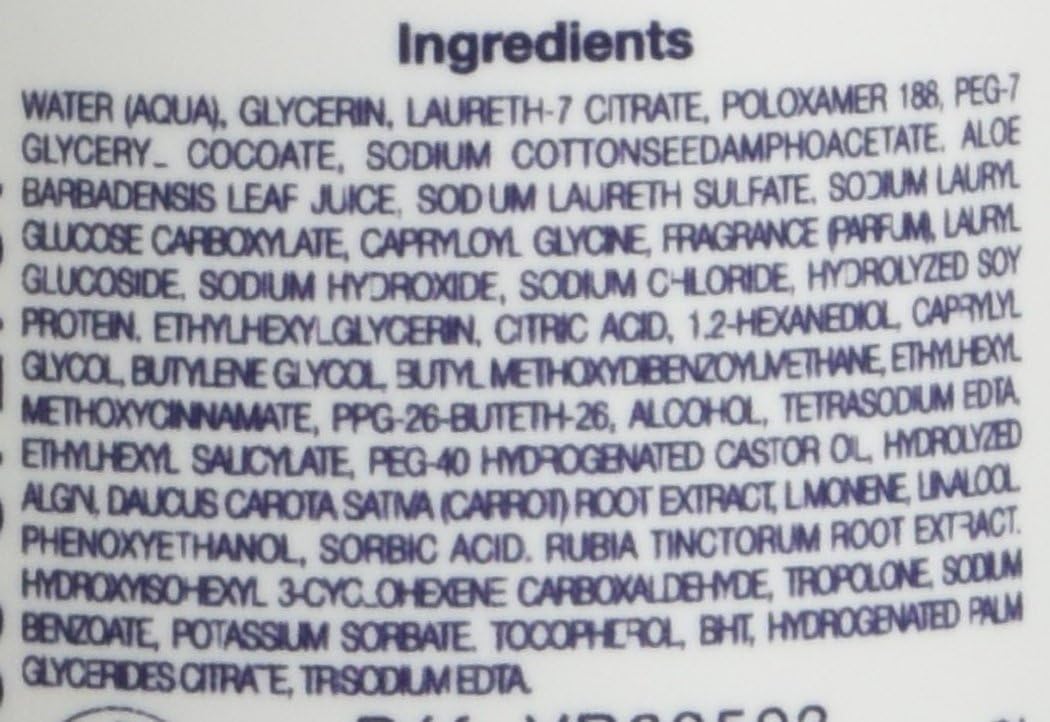 Ingredients
WATER (AQUA), GLYCERIN, LAURETH-7 CITRATE, POLOXAMER 188, PEG-7
GLYCERYL COCOATE, SODIUM COTTONSEEDAMPHOACETATE, ALOE
BARBADENSIS LEAF JUICE, SODIUM LAURETH SULFATE, SODIUM LAURYL
GLUCOSE CARBOXYLATE, CAPRYLOYL GLYCINE, FRAGRANCE (PARFUM), LAURYL
GLUCOSIDE, SODIUM HYDROXIDE, SODIUM CHLORIDE, HYDROLYZED SOY
PROTEIN, ETHYLHEXYLGLYCERIN, CITRIC ACID, 1,2-HEXANEDIOL, CAPRYLYL
GLYCOL, BUTYLENE GLYCOL, BUTYL METHOXYDIBENZOYLMETHANE, ETHYLHEXYL
METHOXYCINNAMATE, PPG-26-BUTETH-26, ALCOHOL, TETRASODIUM EDTA,
ETHYLHEXYL SALICYLATE, PEG-40 HYDROGENATED CASTOR OIL, HYDROLYZED
ALGIN, DAUCUS CAROTA SATIVA (CARROT) ROOT EXTRACT, LIMONENE, LINALOOL,
PHENOXYETHANOL, SORBIC ACID, RUBIA TINCTORUM ROOT EXTRACT,
HYDROXYISOHEXYL 3-CYCLOHEXENE CARBOXALDEHYDE, TROPOLONE, SODIUM
BENZOATE, POTASSIUM SORBATE, TOCOPHEROL, BHT, HYDROGENATED PALM
GLYCERIDES CITRATE, TRISODIUM EDTA.